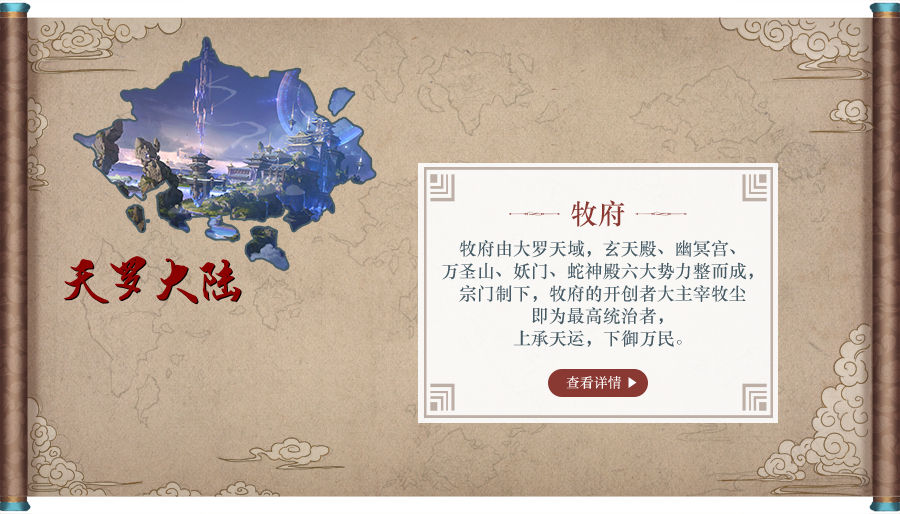 天罗大陆
牧府
牧府由大罗天域，玄天殿、幽冥宫、
万圣山、妖门、蛇神殿六大势力整而成，
宗门制下，牧府的开创者大主宰牧尘
即为最高统治者，
上承天运，下御万民。
查看详情